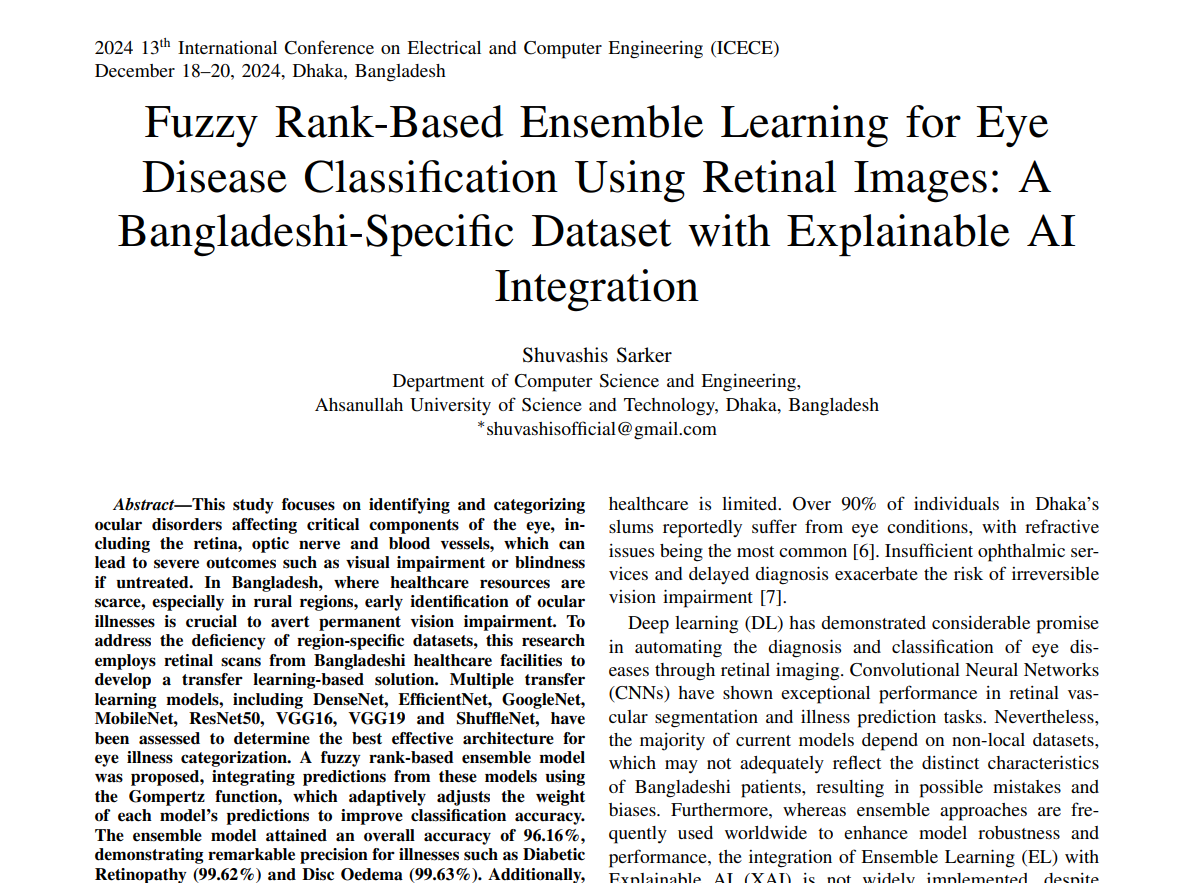 2024 13th International Conference on Electrical and Computer Engineering (ICECE)
December 18–20, 2024, Dhaka, Bangladesh
Fuzzy Rank-Based Ensemble Learning for Eye
Disease Classification Using Retinal Images: A
Bangladeshi-Specific Dataset with Explainable AI
Integration
Shuvashis Sarker
Department of Computer Science and Engineering,
Ahsanullah University of Science and Technology, Dhaka, Bangladesh
*shuvashisofficial@gmail.com
Abstract—This study focuses on identifying and categorizing
ocular disorders affecting critical components of the eye, in-
cluding the retina, optic nerve and blood vessels, which can
lead to severe outcomes such as visual impairment or blindness
if untreated. In Bangladesh, where healthcare resources are
scarce, especially in rural regions, early identification of ocular
illnesses is crucial to avert permanent vision impairment. To
address the deficiency of region-specific datasets, this research
employs retinal scans from Bangladeshi healthcare facilities to
develop a transfer learning-based solution. Multiple transfer
learning models, including DenseNet, EfficientNet, GoogleNet,
MobileNet, ResNet50, VGG16, VGG19 and ShuffleNet, have
been assessed to determine the best effective architecture for
eye illness categorization. A fuzzy rank-based ensemble model
was proposed, integrating predictions from these models using
the Gompertz function, which adaptively adjusts the weight
of each model's predictions to improve classification accuracy.
The ensemble model attained an overall accuracy of 96.16%,
demonstrating remarkable precision for illnesses such as Diabetic
Retinopathy (99.62%) and Disc Oedema (99.63%). Additionally,
healthcare is limited. Over 90% of individuals in Dhaka's
slums reportedly suffer from eye conditions, with refractive
issues being the most common [6]. Insufficient ophthalmic ser-
vices and delayed diagnosis exacerbate the risk of irreversible
vision impairment [7].
Deep learning (DL) has demonstrated considerable promise
in automating the diagnosis and classification of eye dis-
eases through retinal imaging. Convolutional Neural Networks
(CNNs) have shown exceptional performance in retinal vas-
cular segmentation and illness prediction tasks. Nevertheless,
the majority of current models depend on non-local datasets,
which may not adequately reflect the distinct characteristics
of Bangladeshi patients, resulting in possible mistakes and
biases. Furthermore, whereas ensemble approaches are fre-
quently used worldwide to enhance model robustness and
performance, the integration of Ensemble Learning (EL) with
Explainable AI (XAI) is not widely implemented, despite